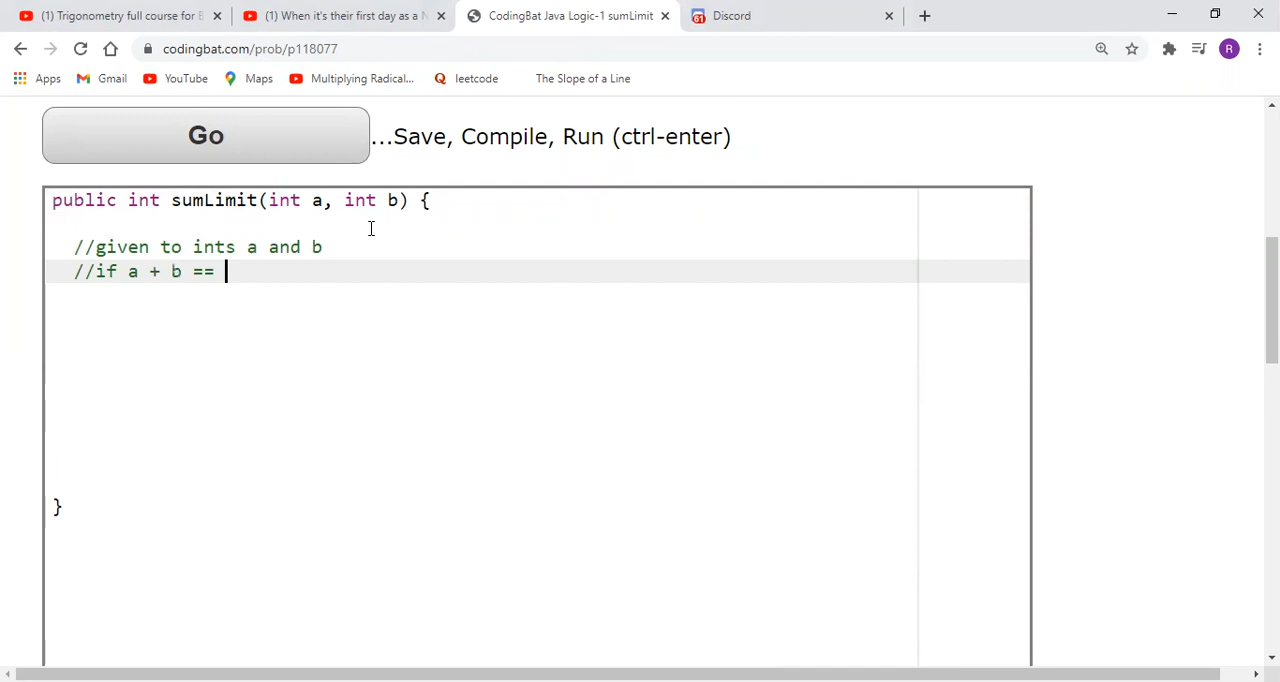 (1) Trigonometry full course for B
(1) When it's their first day as a N
CodingBat Java Logic-1 sumLimit
61
Discord
codingbat.com/prob/p118077
R
Apps
Gmail
YouTube
Maps
Multiplying Radical...
leetcode
The Slope of a Line
Go
...Save, Compile, Run (ctrl-enter)
public int sumLimit(int a, int b) {
//given to ints a and b
//if a + b ==
}